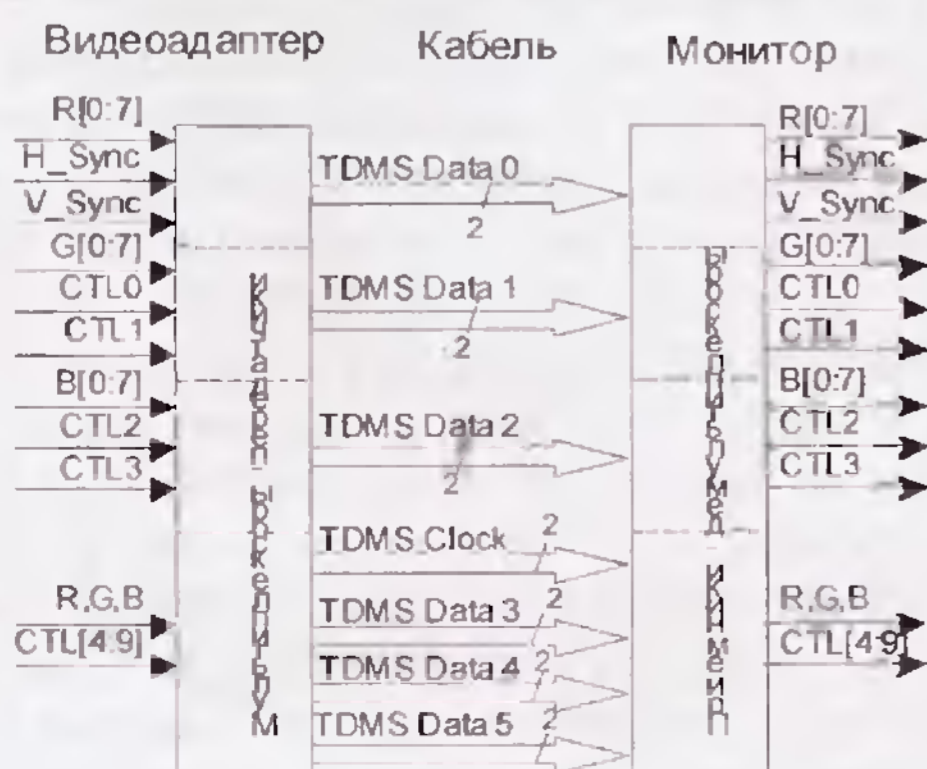 Видеоадаптер Кабель Монитор
R[0:7]
H_Sync
V_Sync
G[0:7]
CTL0
CTL1
B[0:7]
CTL2
CTL3
R,G,B
CTL[4:9]
Мультиплексоры передачики
TDMS Data 0
2
TDMS Data 1
2
TDMS Data 2
2
TDMS Clock 2
TDMS Data 3 2
TDMS Data 4 2
TDMS Data 5 2
R[0:7]
H_Sync
V_Sync
G[0:7]
CTL0
CTL1
B[0:7]
CTL2
CTL3
R,G,B
CTL[4:9]